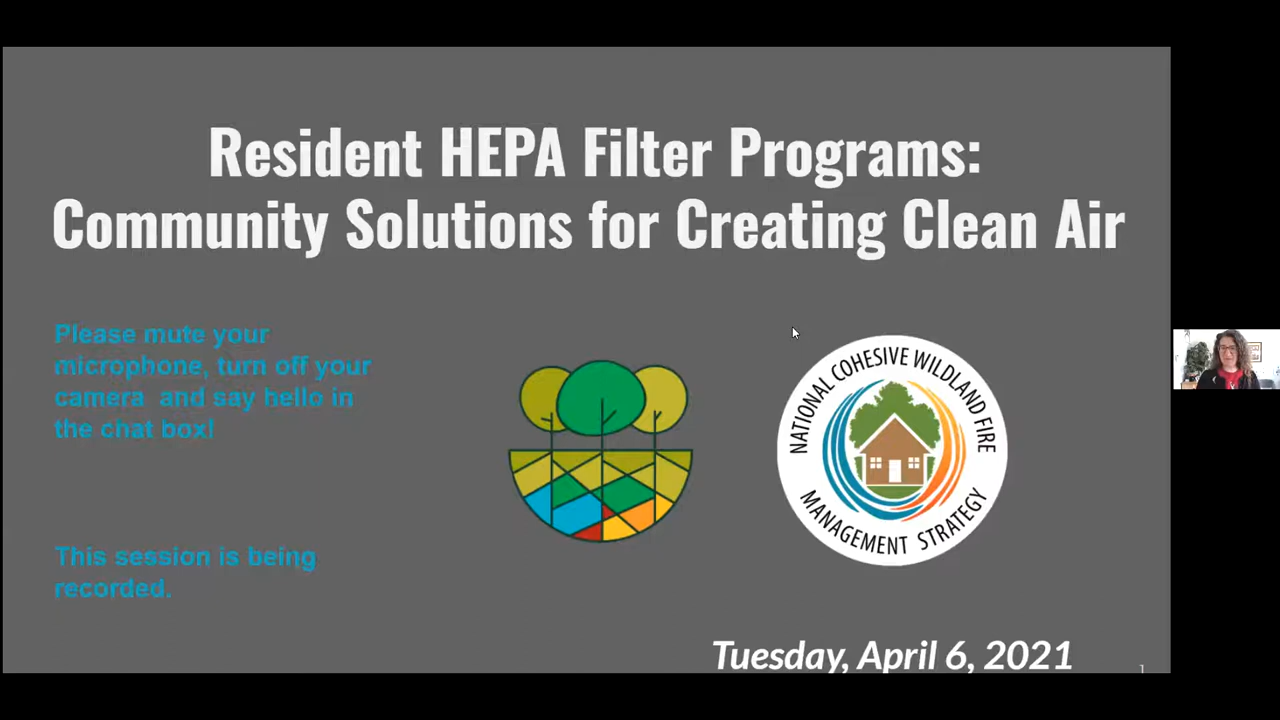 Resident HEPA Filter Programs:
Community Solutions for Creating Clean Air
Please mute your
microphone, turn off your
camera and say hello in
the chat box!
NATIONAL COHESIVE WILDLAND FIRE
MANAGEMENT STRATEGY
This session is being
recorded.
Tuesday, April 6, 2021
1